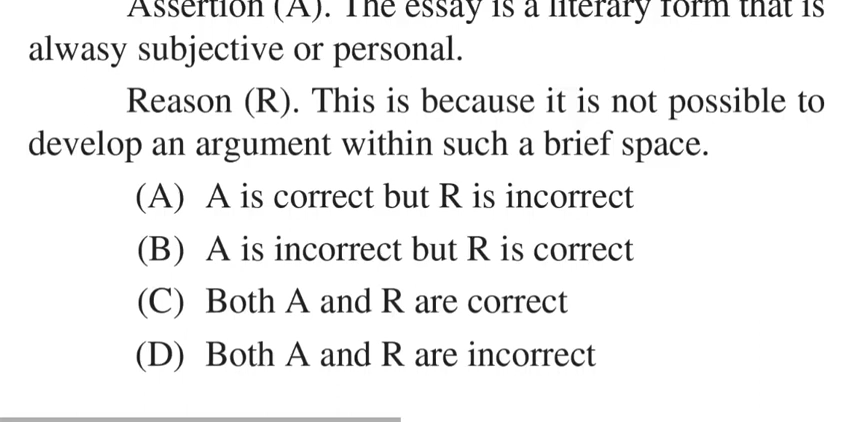 Assertion (A). The essay is a literary form that is
alwasy subjective or personal.
Reason (R). This is because it is not possible to
develop an argument within such a brief space.
(A) A is correct but R is incorrect
(B) A is incorrect but R is correct
(C) Both A and R are correct
(D) Both A and R are incorrect